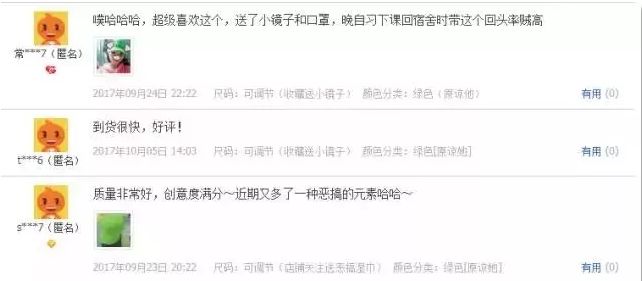 噗哈哈哈，超级喜欢这个，送了小镜子和口罩，晚自习下课回宿舍时带这个回头率贼高
常***7（匿名）
2017年09月24日 22:22 尺码：可调节（收藏送小镜子） 颜色分类：绿色（原谅他） 有用 (0)
到货很快，好评！
2017年10月05日 14:03 尺码：可调节（收藏送小镜子） 颜色分类：绿色[原谅她] 有用 (0)
t***6（匿名）
质量非常好，创意度满分～近期又多了一种恶搞的元素哈哈～
s***7（匿名）
2017年09月23日 20:22 尺码：可调节（店铺关注送恶搞湿巾） 颜色分类：绿色[原谅她] 有用 (0)